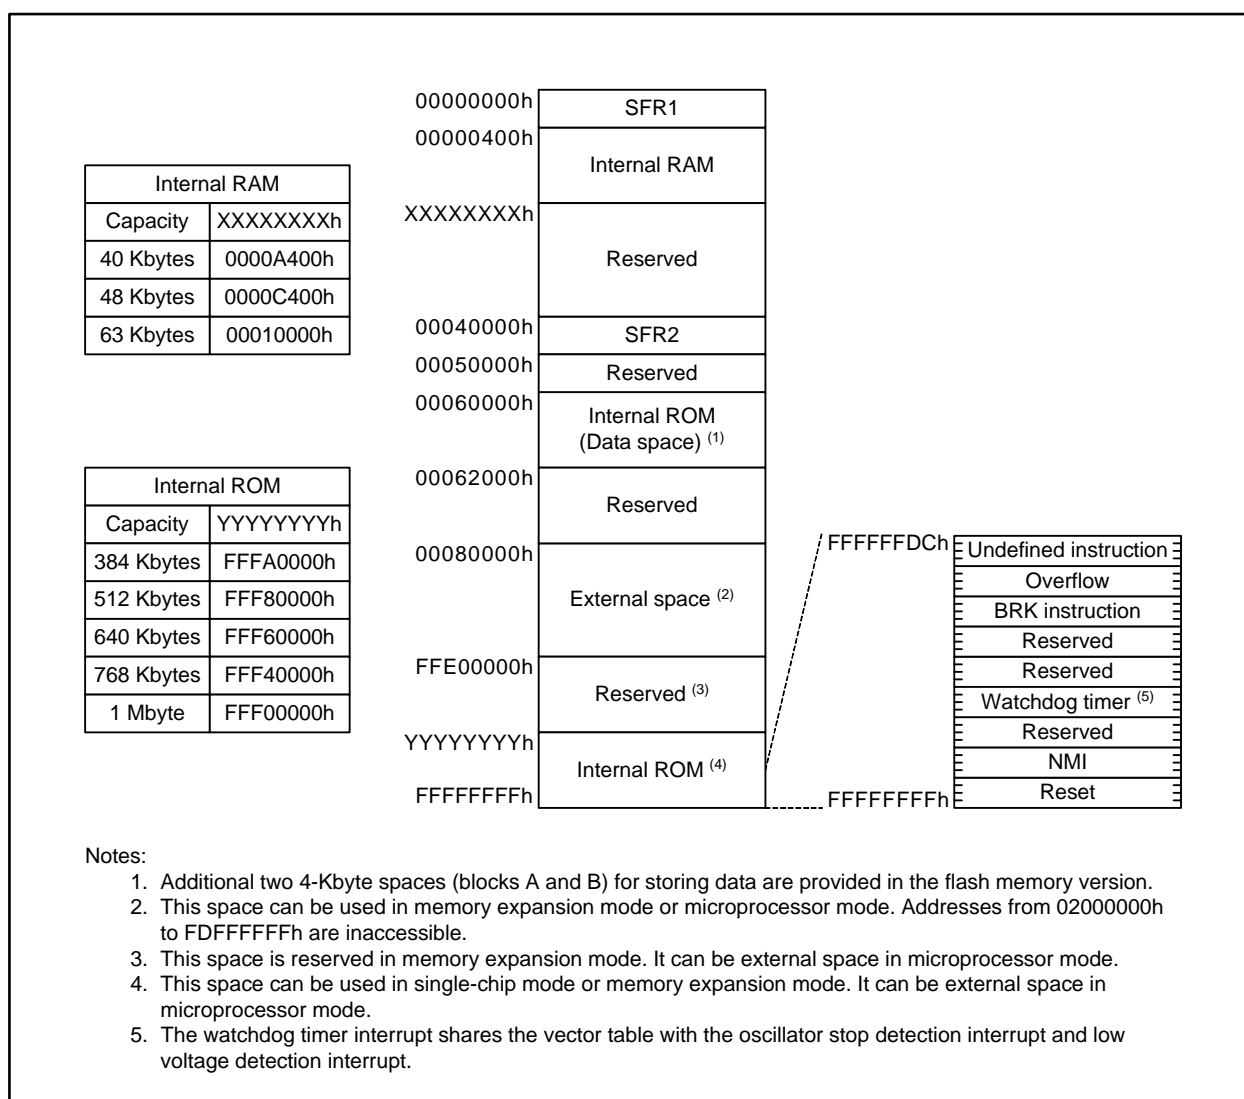 00000000h
SFR1
00000400h
Internal RAM
XXXXXXXXh
Reserved
00040000h
SFR2
00050000h
Reserved
00060000h
Internal ROM
(Data space) (1)
00062000h
Reserved
00080000h
External space (2)
FFE00000h
Reserved (3)
YYYYYYYYh
Internal ROM (4)
FFFFFFFFh
Internal RAM
Capacity XXXXXXXXh
40 Kbytes 0000A400h
48 Kbytes 0000C400h
63 Kbytes 00010000h
Internal ROM
Capacity YYYYYYYYh
384 Kbytes FFFA0000h
512 Kbytes FFF80000h
640 Kbytes FFF60000h
768 Kbytes FFF40000h
1 Mbyte FFF00000h
FFFFFFDCh Undefined instruction
Overflow
BRK instruction
Reserved
Reserved
Watchdog timer (5)
Reserved
NMI
FFFFFFFFh Reset
Notes:
1. Additional two 4-Kbyte spaces (blocks A and B) for storing data are provided in the flash memory version.
2. This space can be used in memory expansion mode or microprocessor mode. Addresses from 02000000h
to FDFFFFFFh are inaccessible.
3. This space is reserved in memory expansion mode. It can be external space in microprocessor mode.
4. This space can be used in single-chip mode or memory expansion mode. It can be external space in
microprocessor mode.
5. The watchdog timer interrupt shares the vector table with the oscillator stop detection interrupt and low
voltage detection interrupt.